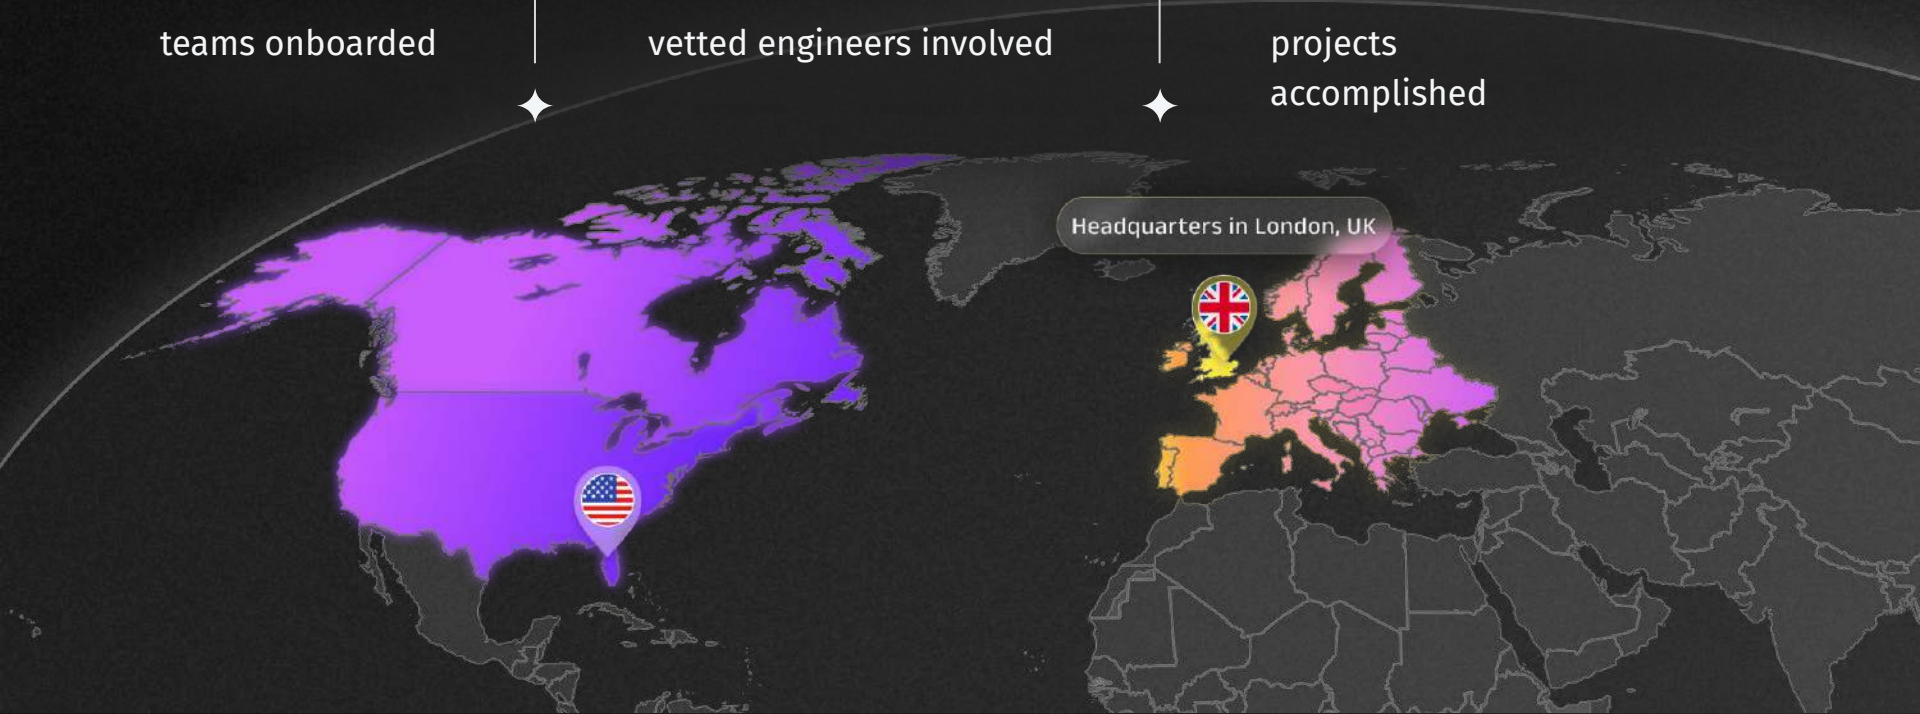 teams onboarded
vetted engineers involved
projects
accomplished
Headquarters in London, UK